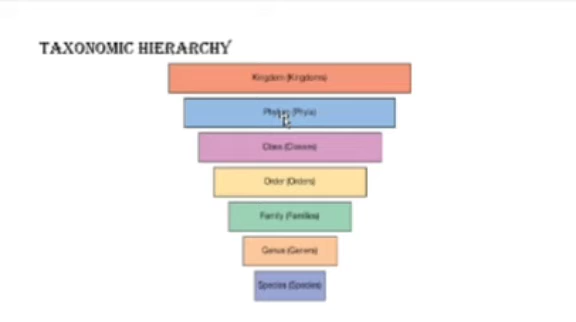 TAXONOMIC HIERARCHY
Kingdom (Kingdoms)
Phylum (Phyla)
Class (Classes)
Order (Orders)
Family (Families)
Genus (Genera)
Species (Species)